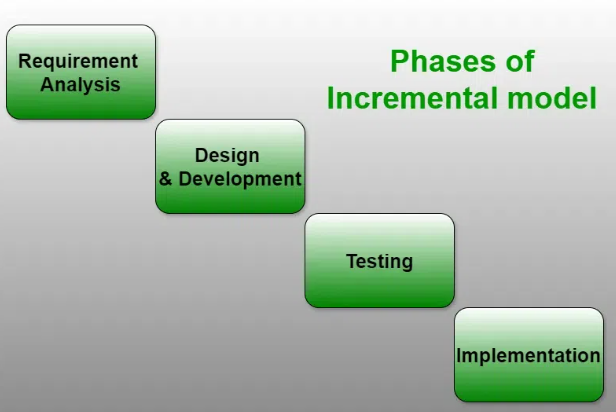 Requirement
Analysis
Phases of
Incremental model
Design
& Development
Testing
Implementation